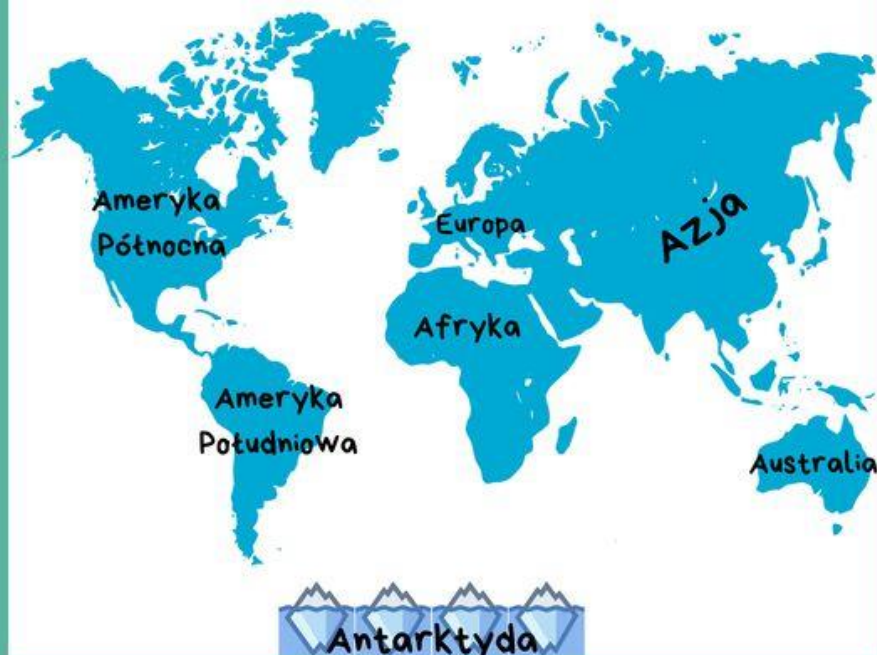 Ameryka
Północna
Europa
Azja
Afryka
Ameryka
Południowa
Australia
Antarktyda